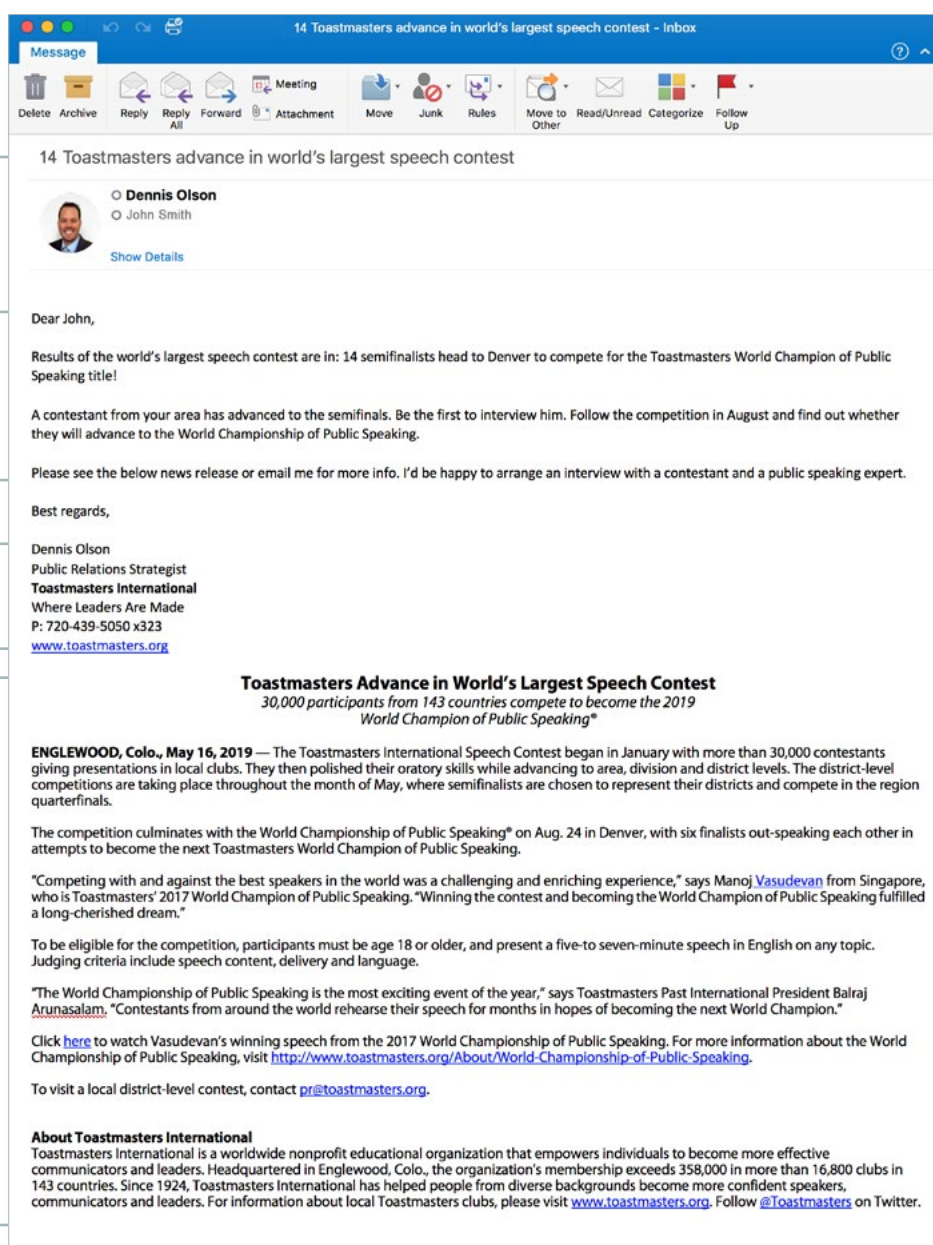 14 Toastmasters advance in world's largest speech contest - Inbox
Message
?
Delete Archive Reply Reply All Forward Meeting Attachment Move Junk Rules Move to Other Read/Unread Categorize Follow Up
14 Toastmasters advance in world's largest speech contest
Dennis Olson
John Smith
Show Details
Dear John,
Results of the world's largest speech contest are in: 14 semifinalists head to Denver to compete for the Toastmasters World Champion of Public
Speaking title!
A contestant from your area has advanced to the semifinals. Be the first to interview him. Follow the competition in August and find out whether
they will advance to the World Championship of Public Speaking.
Please see the below news release or email me for more info. I'd be happy to arrange an interview with a contestant and a public speaking expert.
Best regards,
Dennis Olson
Public Relations Strategist
Toastmasters International
Where Leaders Are Made
P: 720-439-5050 x323
www.toastmasters.org
Toastmasters Advance in World's Largest Speech Contest
30,000 participants from 143 countries compete to become the 2019
World Champion of Public Speaking®
ENGLEWOOD, Colo., May 16, 2019 — The Toastmasters International Speech Contest began in January with more than 30,000 contestants
giving presentations in local clubs. They then polished their oratory skills while advancing to area, division and district levels. The district-level
competitions are taking place throughout the month of May, where semifinalists are chosen to represent their districts and compete in the region
quarterfinals.
The competition culminates with the World Championship of Public Speaking® on Aug. 24 in Denver, with six finalists out-speaking each other in
attempts to become the next Toastmasters World Champion of Public Speaking.
"Competing with and against the best speakers in the world was a challenging and enriching experience," says Manoj Vasudevan from Singapore,
who is Toastmasters' 2017 World Champion of Public Speaking. "Winning the contest and becoming the World Champion of Public Speaking fulfilled
a long-cherished dream."
To be eligible for the competition, participants must be age 18 or older, and present a five-to seven-minute speech in English on any topic.
Judging criteria include speech content, delivery and language.
"The World Championship of Public Speaking is the most exciting event of the year," says Toastmasters Past International President Balraj
Arunasalam. "Contestants from around the world rehearse their speech for months in hopes of becoming the next World Champion."
Click here to watch Vasudevan's winning speech from the 2017 World Championship of Public Speaking. For more information about the World
Championship of Public Speaking, visit http://www.toastmasters.org/About/World-Championship-of-Public-Speaking.
To visit a local district-level contest, contact pr@toastmasters.org.
About Toastmasters International
Toastmasters International is a worldwide nonprofit educational organization that empowers individuals to become more effective
communicators and leaders. Headquartered in Englewood, Colo., the organization's membership exceeds 358,000 in more than 16,800 clubs in
143 countries. Since 1924, Toastmasters International has helped people from diverse backgrounds become more confident speakers,
communicators and leaders. For information about local Toastmasters clubs, please visit www.toastmasters.org. Follow @Toastmasters on Twitter.